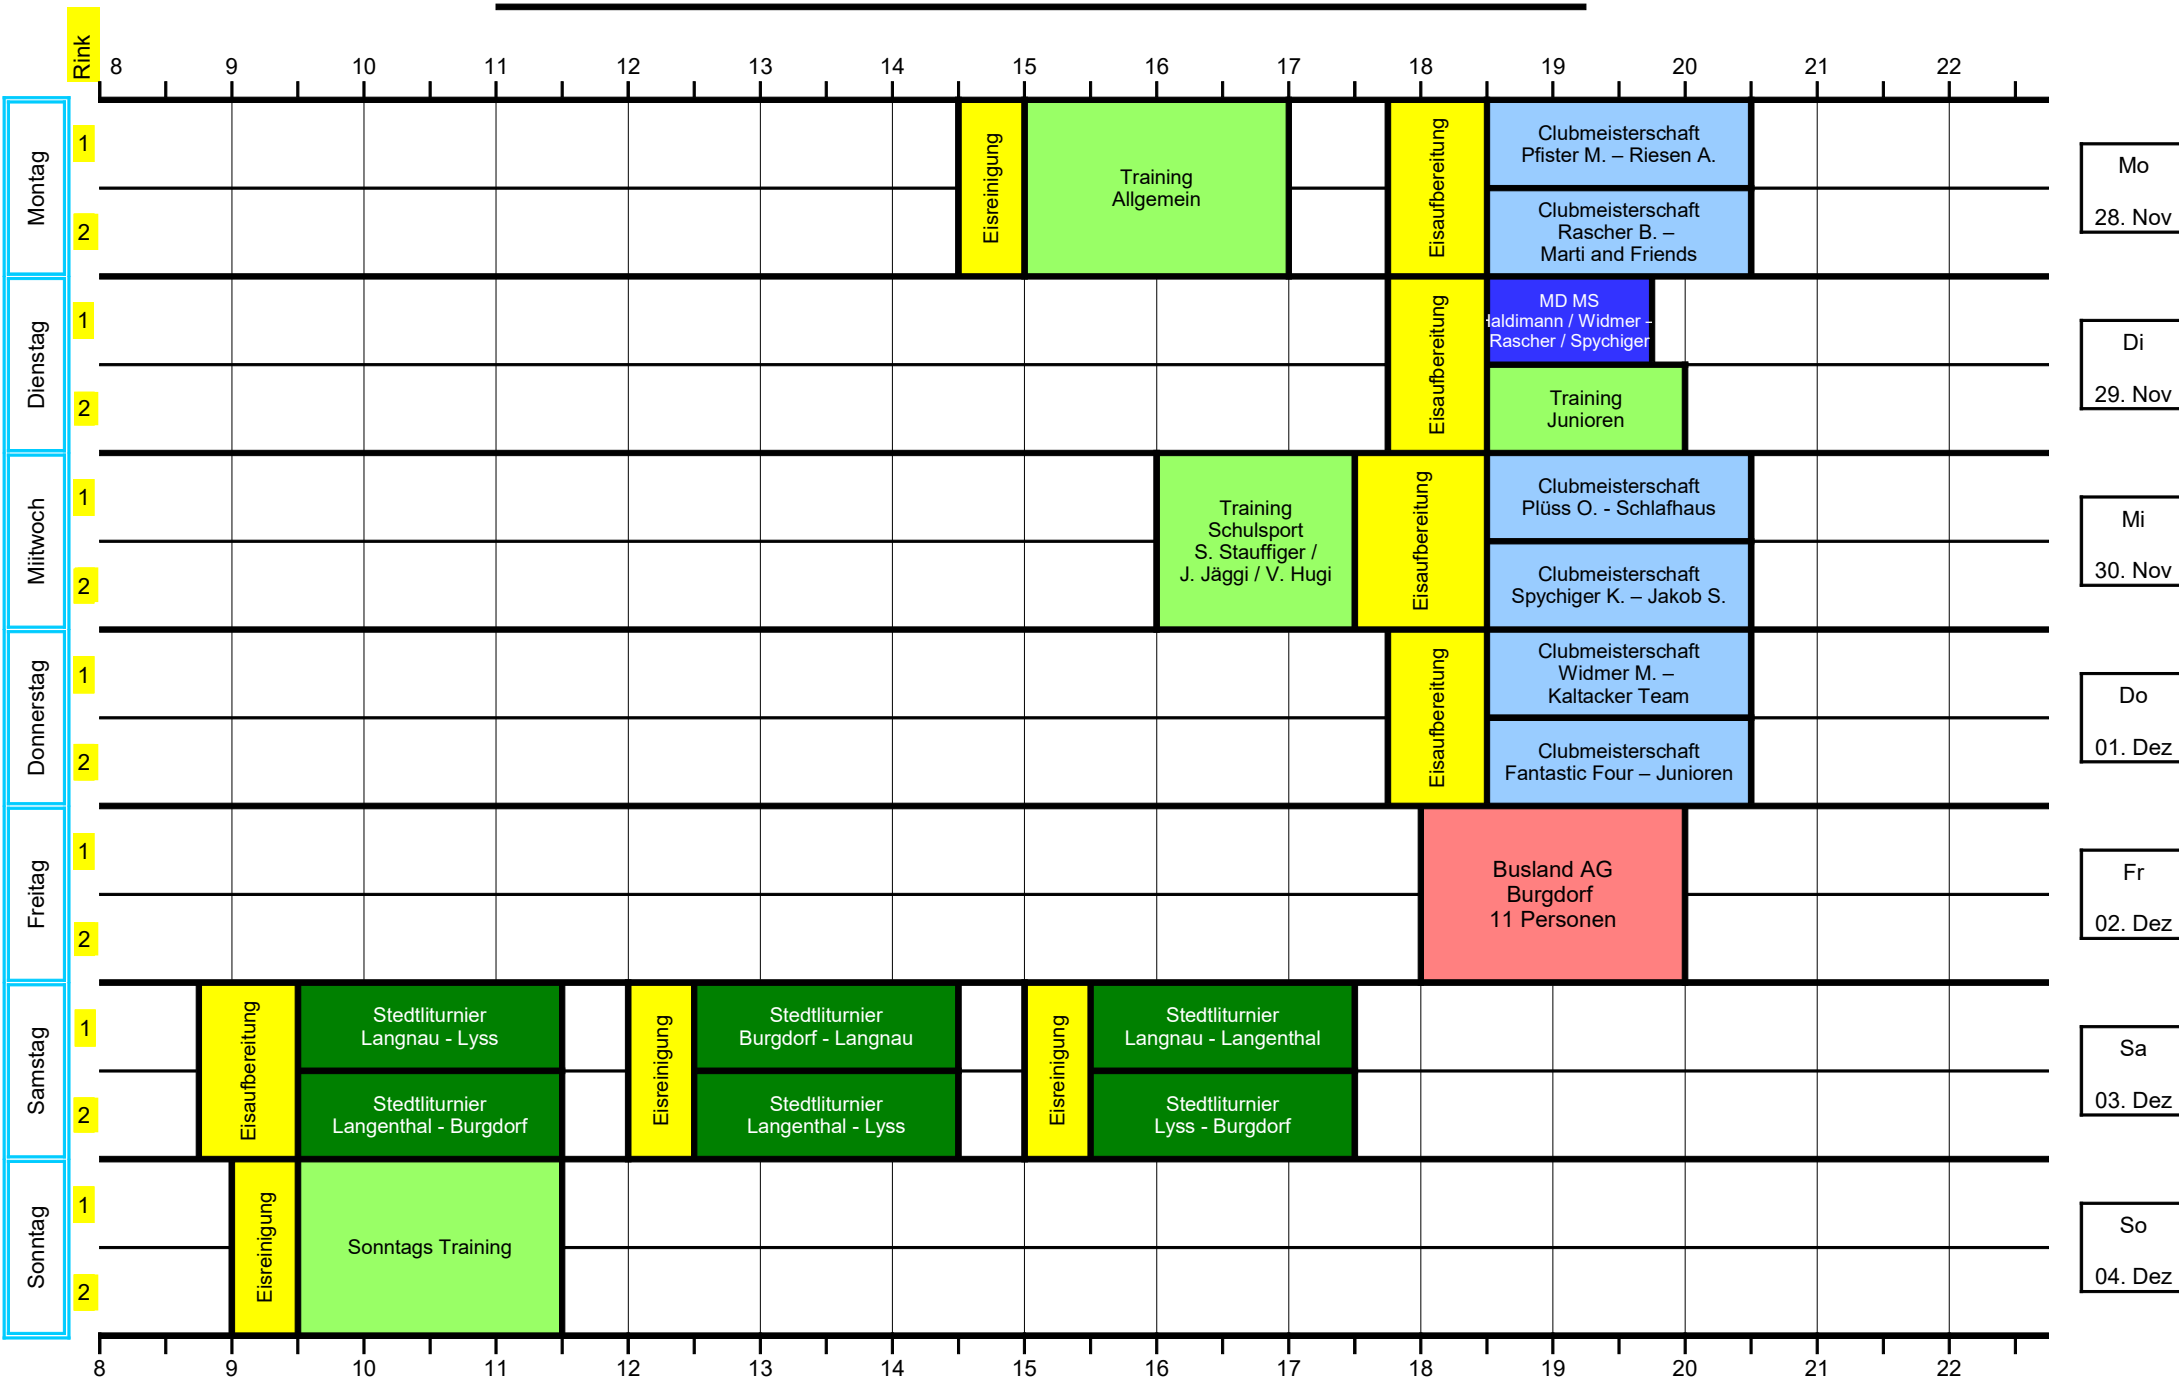 Rink
8 9 10 11 12 13 14 15 16 17 18 19 20 21 22
Montag
1
2
Eisreinigung
Training
Allgemein
Eisaufbereitung
Clubmeisterschaft
Pfister M. – Riesen A.
Clubmeisterschaft
Rascher B. –
Marti and Friends
Mo
28. Nov
Dienstag
1
2
Eisaufbereitung
MD MS
Haldimann / Widmer -
Rascher / Spychiger
Training
Junioren
Di
29. Nov
Miitwoch
1
2
Training
Schulsport
S. Stauffiger /
J. Jäggi / V. Hugi
Eisaufbereitung
Clubmeisterschaft
Plüss O. - Schlafhaus
Clubmeisterschaft
Spychiger K. – Jakob S.
Mi
30. Nov
Donnerstag
1
2
Eisaufbereitung
Clubmeisterschaft
Widmer M. –
Kaltacker Team
Clubmeisterschaft
Fantastic Four – Junioren
Do
01. Dez
Freitag
1
2
Busland AG
Burgdorf
11 Personen
Fr
02. Dez
Samstag
1
2
Eisaufbereitung
Stedtliturnier
Langnau - Lyss
Stedtliturnier
Langenthal - Burgdorf
Eisreinigung
Stedtliturnier
Burgdorf - Langnau
Stedtliturnier
Langenthal - Lyss
Eisreinigung
Stedtliturnier
Langnau - Langenthal
Stedtliturnier
Lyss - Burgdorf
Sa
03. Dez
Sonntag
1
2
Eisreinigung
Sonntags Training
So
04. Dez
8 9 10 11 12 13 14 15 16 17 18 19 20 21 22